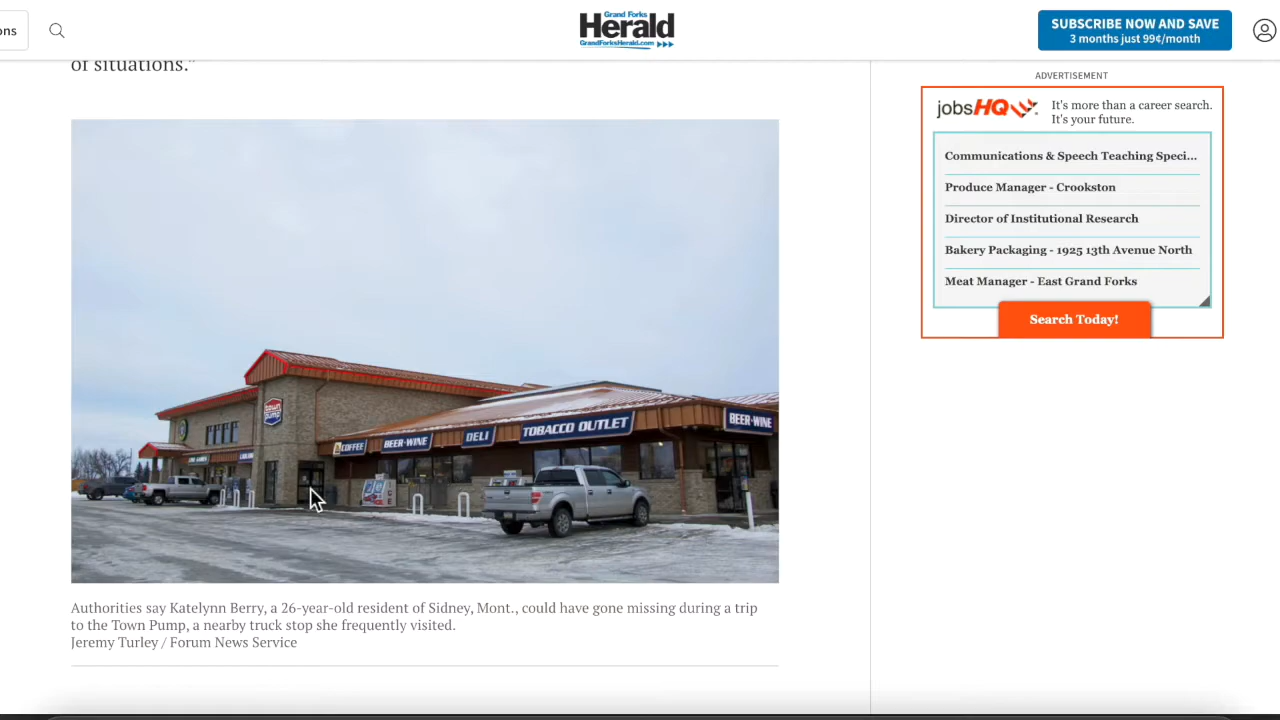 ons
Grand Forks
Herald
GrandForksHerald.com
SUBSCRIBE NOW AND SAVE
3 months just 99¢/month
of situations.”
ADVERTISEMENT
jobsHQ
It's more than a career search.
It's your future.
Communications & Speech Teaching Speci...
Produce Manager - Crookston
Director of Institutional Research
Bakery Packaging - 1925 13th Avenue North
Meat Manager - East Grand Forks
Search Today!
town
pump
COFFEE
BEER-WINE
DELI
TOBACCO OUTLET
BEER-WINE
ICE
Authorities say Katelynn Berry, a 26-year-old resident of Sidney, Mont., could have gone missing during a trip
to the Town Pump, a nearby truck stop she frequently visited.
Jeremy Turley / Forum News Service